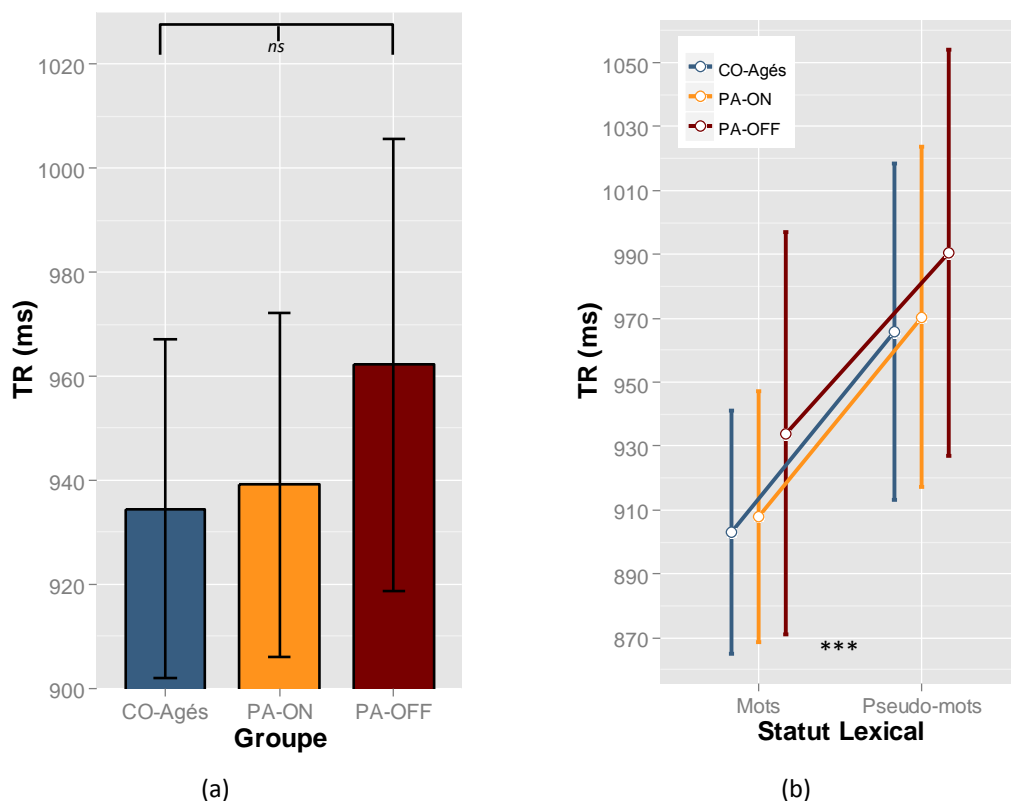 ns
1020
1000
980
960
940
920
900
TR (ms)
CO-Agés
PA-ON
PA-OFF
Groupe
(a)
CO-Agés
PA-ON
PA-OFF
1050
1030
1010
990
970
950
930
910
890
870
TR (ms)
***
Mots
Pseudo-mots
Statut Lexical
(b)